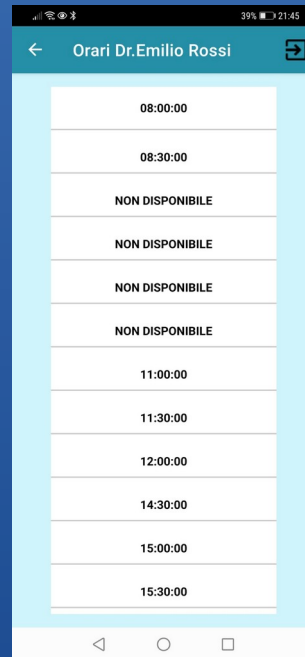 39% 21:45
Orari Dr.Emilio Rossi
08:00:00
08:30:00
NON DISPONIBILE
NON DISPONIBILE
NON DISPONIBILE
NON DISPONIBILE
11:00:00
11:30:00
12:00:00
14:30:00
15:00:00
15:30:00